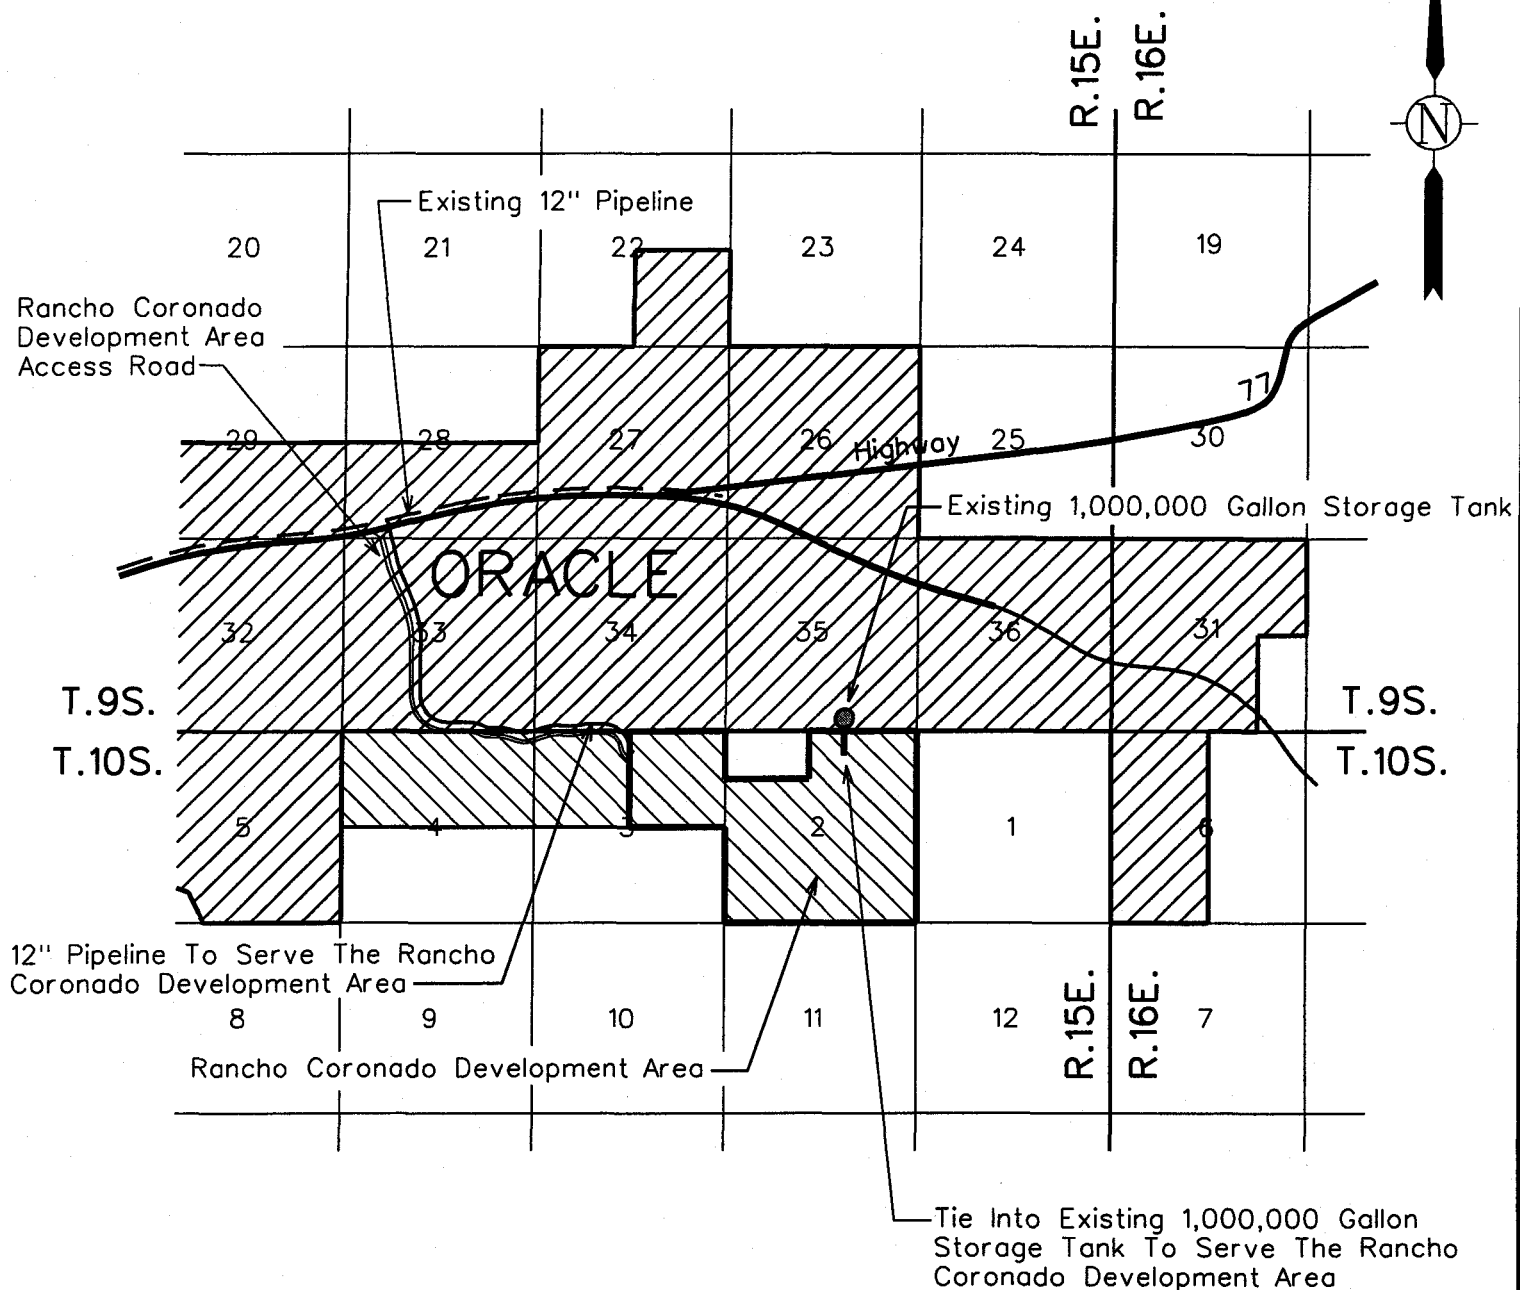 R.15E.
R.16E.
N
Existing 12" Pipeline
20
21
22
23
24
19
Rancho Coronado
Development Area
Access Road
77
29
28
27
26
Highway
25
30
Existing 1,000,000 Gallon Storage Tank
ORACLE
32
33
34
35
36
31
T.9S.
T.9S.
T.10S.
T.10S.
5
4
3
2
1
6
12" Pipeline To Serve The Rancho
Coronado Development Area
8
9
10
11
12
7
R.15E.
R.16E.
Rancho Coronado Development Area
Tie Into Existing 1,000,000 Gallon
Storage Tank To Serve The Rancho
Coronado Development Area